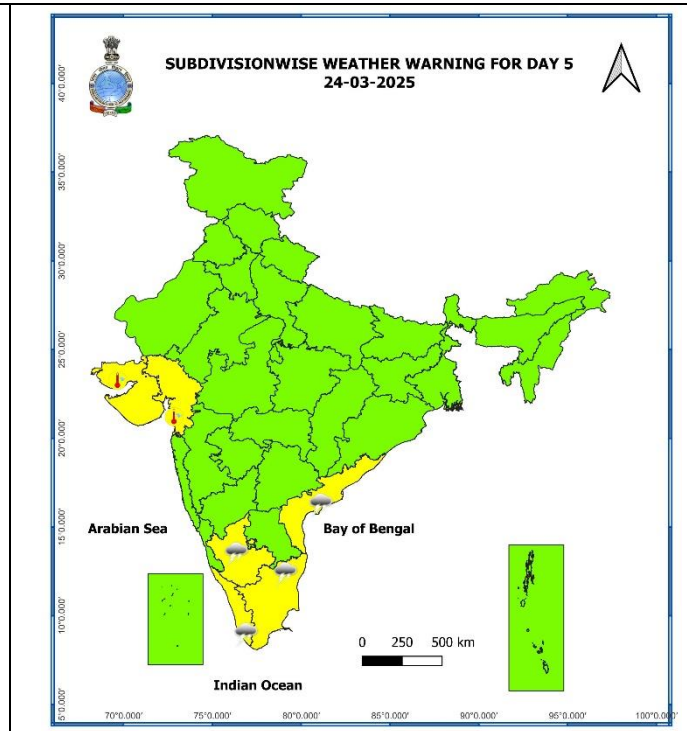 SUBDIVISIONWISE WEATHER WARNING FOR DAY 5
24-03-2025
40°0.000'
35°0.000'
30°0.000'
25°0.000'
20°0.000'
15°0.000'
10°0.000'
5°0.000'
Arabian Sea
Bay of Bengal
0 250 500 km
Indian Ocean
70°0.000' 75°0.000' 80°0.000' 85°0.000' 90°0.000' 95°0.000' 100°0.000'